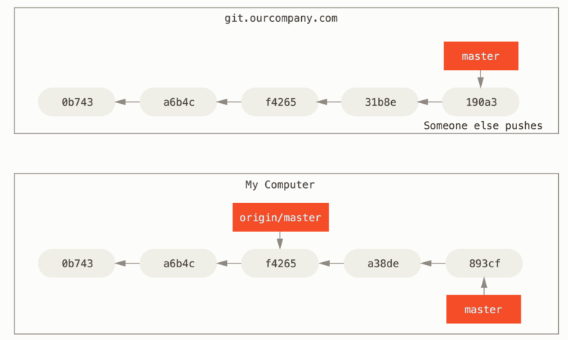 git.ourcompany.com
master
0b743 a6b4c f4265 31b8e 190a3
Someone else pushes
My Computer
origin/master
0b743 a6b4c f4265 a38de 893cf
master